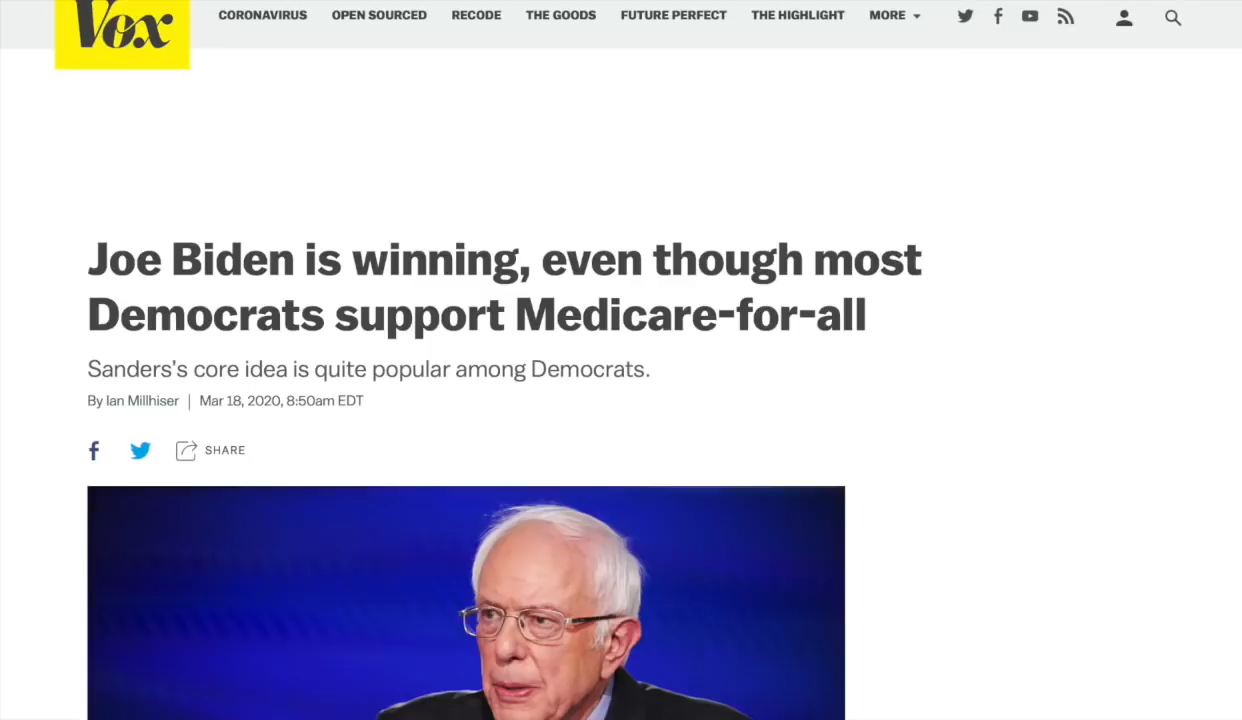 Vox
CORONAVIRUS OPEN SOURCED RECODE THE GOODS FUTURE PERFECT THE HIGHLIGHT MORE
Joe Biden is winning, even though most
Democrats support Medicare-for-all
Sanders's core idea is quite popular among Democrats.
By Ian Millhiser | Mar 18, 2020, 8:50am EDT
SHARE